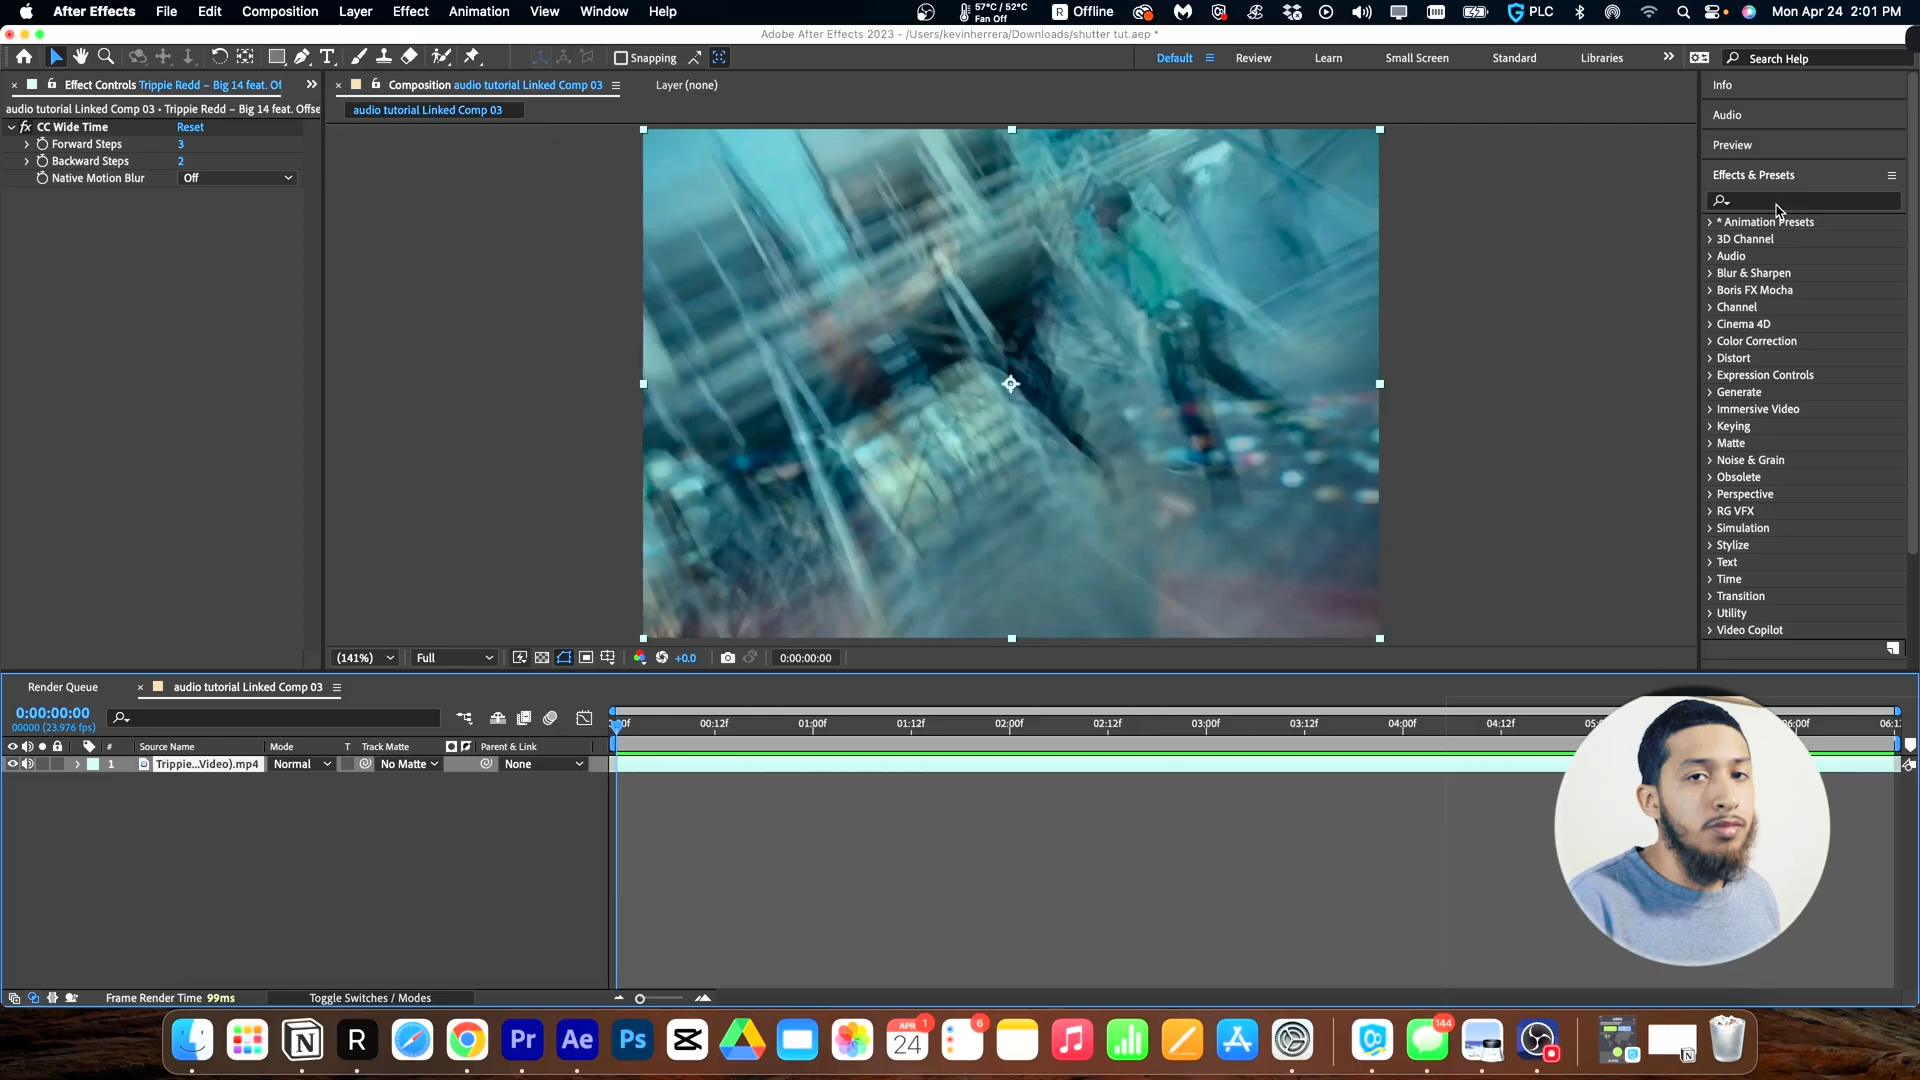 After Effects File Edit Composition Layer Effect Animation View Window Help
57°C / 52°C Fan Off
R Offline
PLC
Mon Apr 24 2:01 PM
Adobe After Effects 2023 - /Users/kevinherrera/Downloads/shutter tut.aep *
Snapping
Default Review Learn Small Screen Standard Libraries
Search Help
Effect Controls Trippie Redd – Big 14 feat. Of
audio tutorial Linked Comp 03 • Trippie Redd – Big 14 feat. Offse
fx CC Wide Time Reset
Forward Steps 3
Backward Steps 2
Native Motion Blur Off
Composition audio tutorial Linked Comp 03
Layer (none)
audio tutorial Linked Comp 03
(141%) Full +0.0 0:00:00:00
Info
Audio
Preview
Effects & Presets
* Animation Presets
3D Channel
Audio
Blur & Sharpen
Boris FX Mocha
Channel
Cinema 4D
Color Correction
Distort
Expression Controls
Generate
Immersive Video
Keying
Matte
Noise & Grain
Obsolete
Perspective
RG VFX
Simulation
Stylize
Text
Time
Transition
Utility
Video Copilot
Render Queue
audio tutorial Linked Comp 03
0:00:00:00
00000 (23.976 fps)
00f 00:12f 01:00f 01:12f 02:00f 02:12f 03:00f 03:12f 04:00f 04:12f
# Source Name Mode T Track Matte Parent & Link
1 Trippie...Video).mp4 Normal No Matte None
Frame Render Time 99ms
Toggle Switches / Modes
R
Pr
Ae
Ps
APR 24
1
6
144